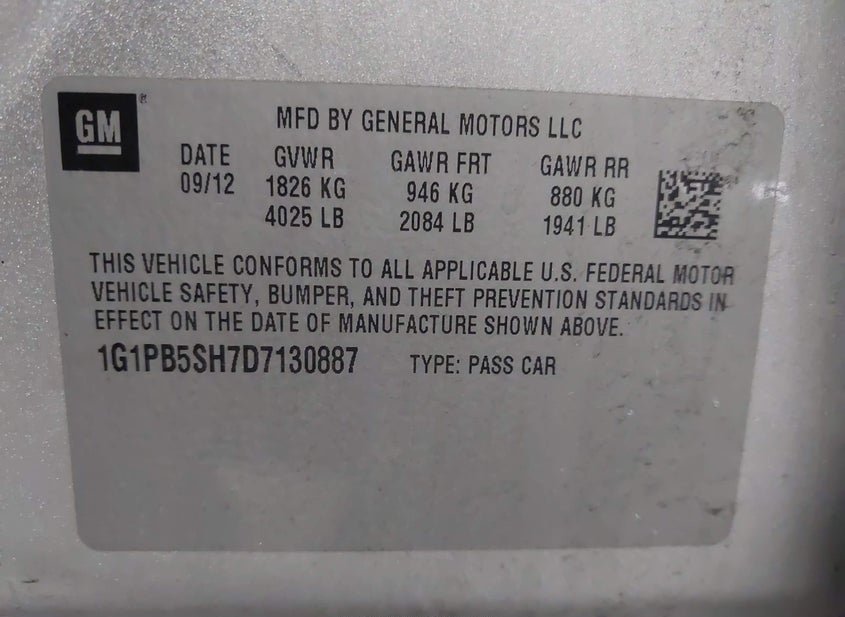 GM®
MFD BY GENERAL MOTORS LLC
DATE GVWR GAWR FRT GAWR RR
09/12 1826 KG 946 KG 880 KG
4025 LB 2084 LB 1941 LB
THIS VEHICLE CONFORMS TO ALL APPLICABLE U.S. FEDERAL MOTOR
VEHICLE SAFETY, BUMPER, AND THEFT PREVENTION STANDARDS IN
EFFECT ON THE DATE OF MANUFACTURE SHOWN ABOVE.
1G1PB5SH7D7130887 TYPE: PASS CAR